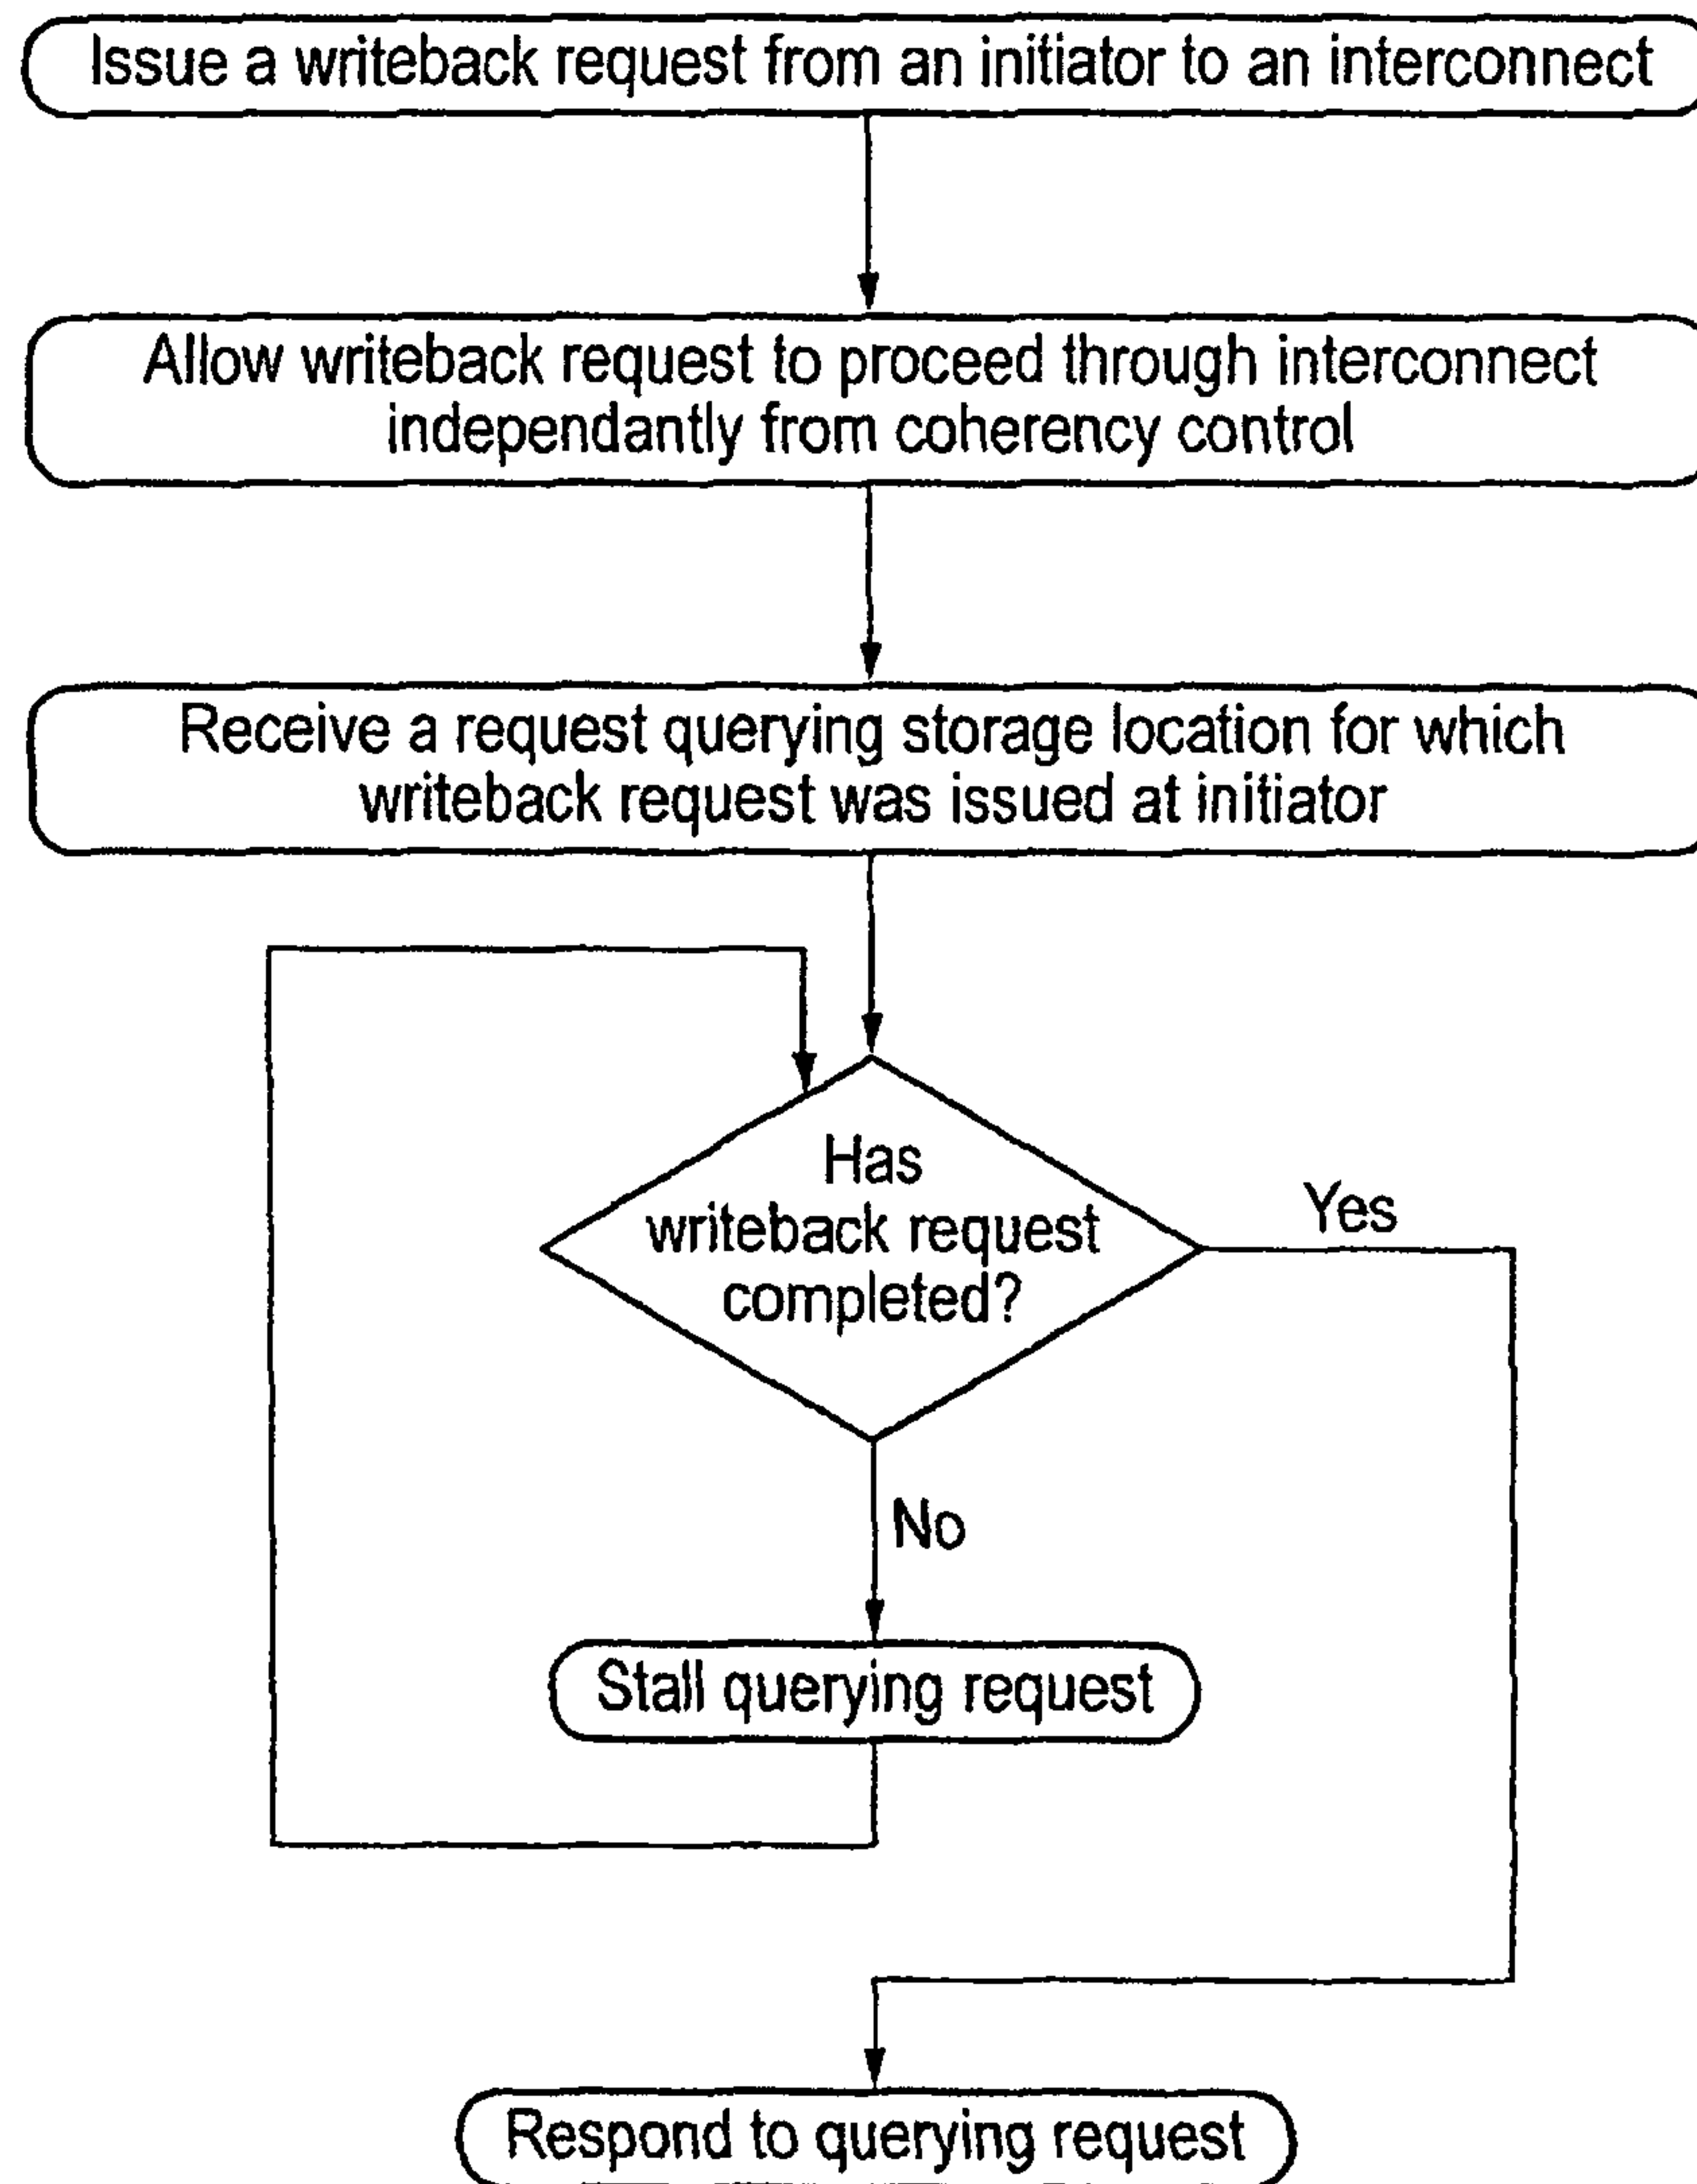 Issue a writeback request from an initiator to an interconnect
Allow writeback request to proceed through interconnect
independantly from coherency control
Receive a request querying storage location for which
writeback request was issued at initiator
Has
writeback request
completed?
Yes
No
Stall querying request
Respond to querying request